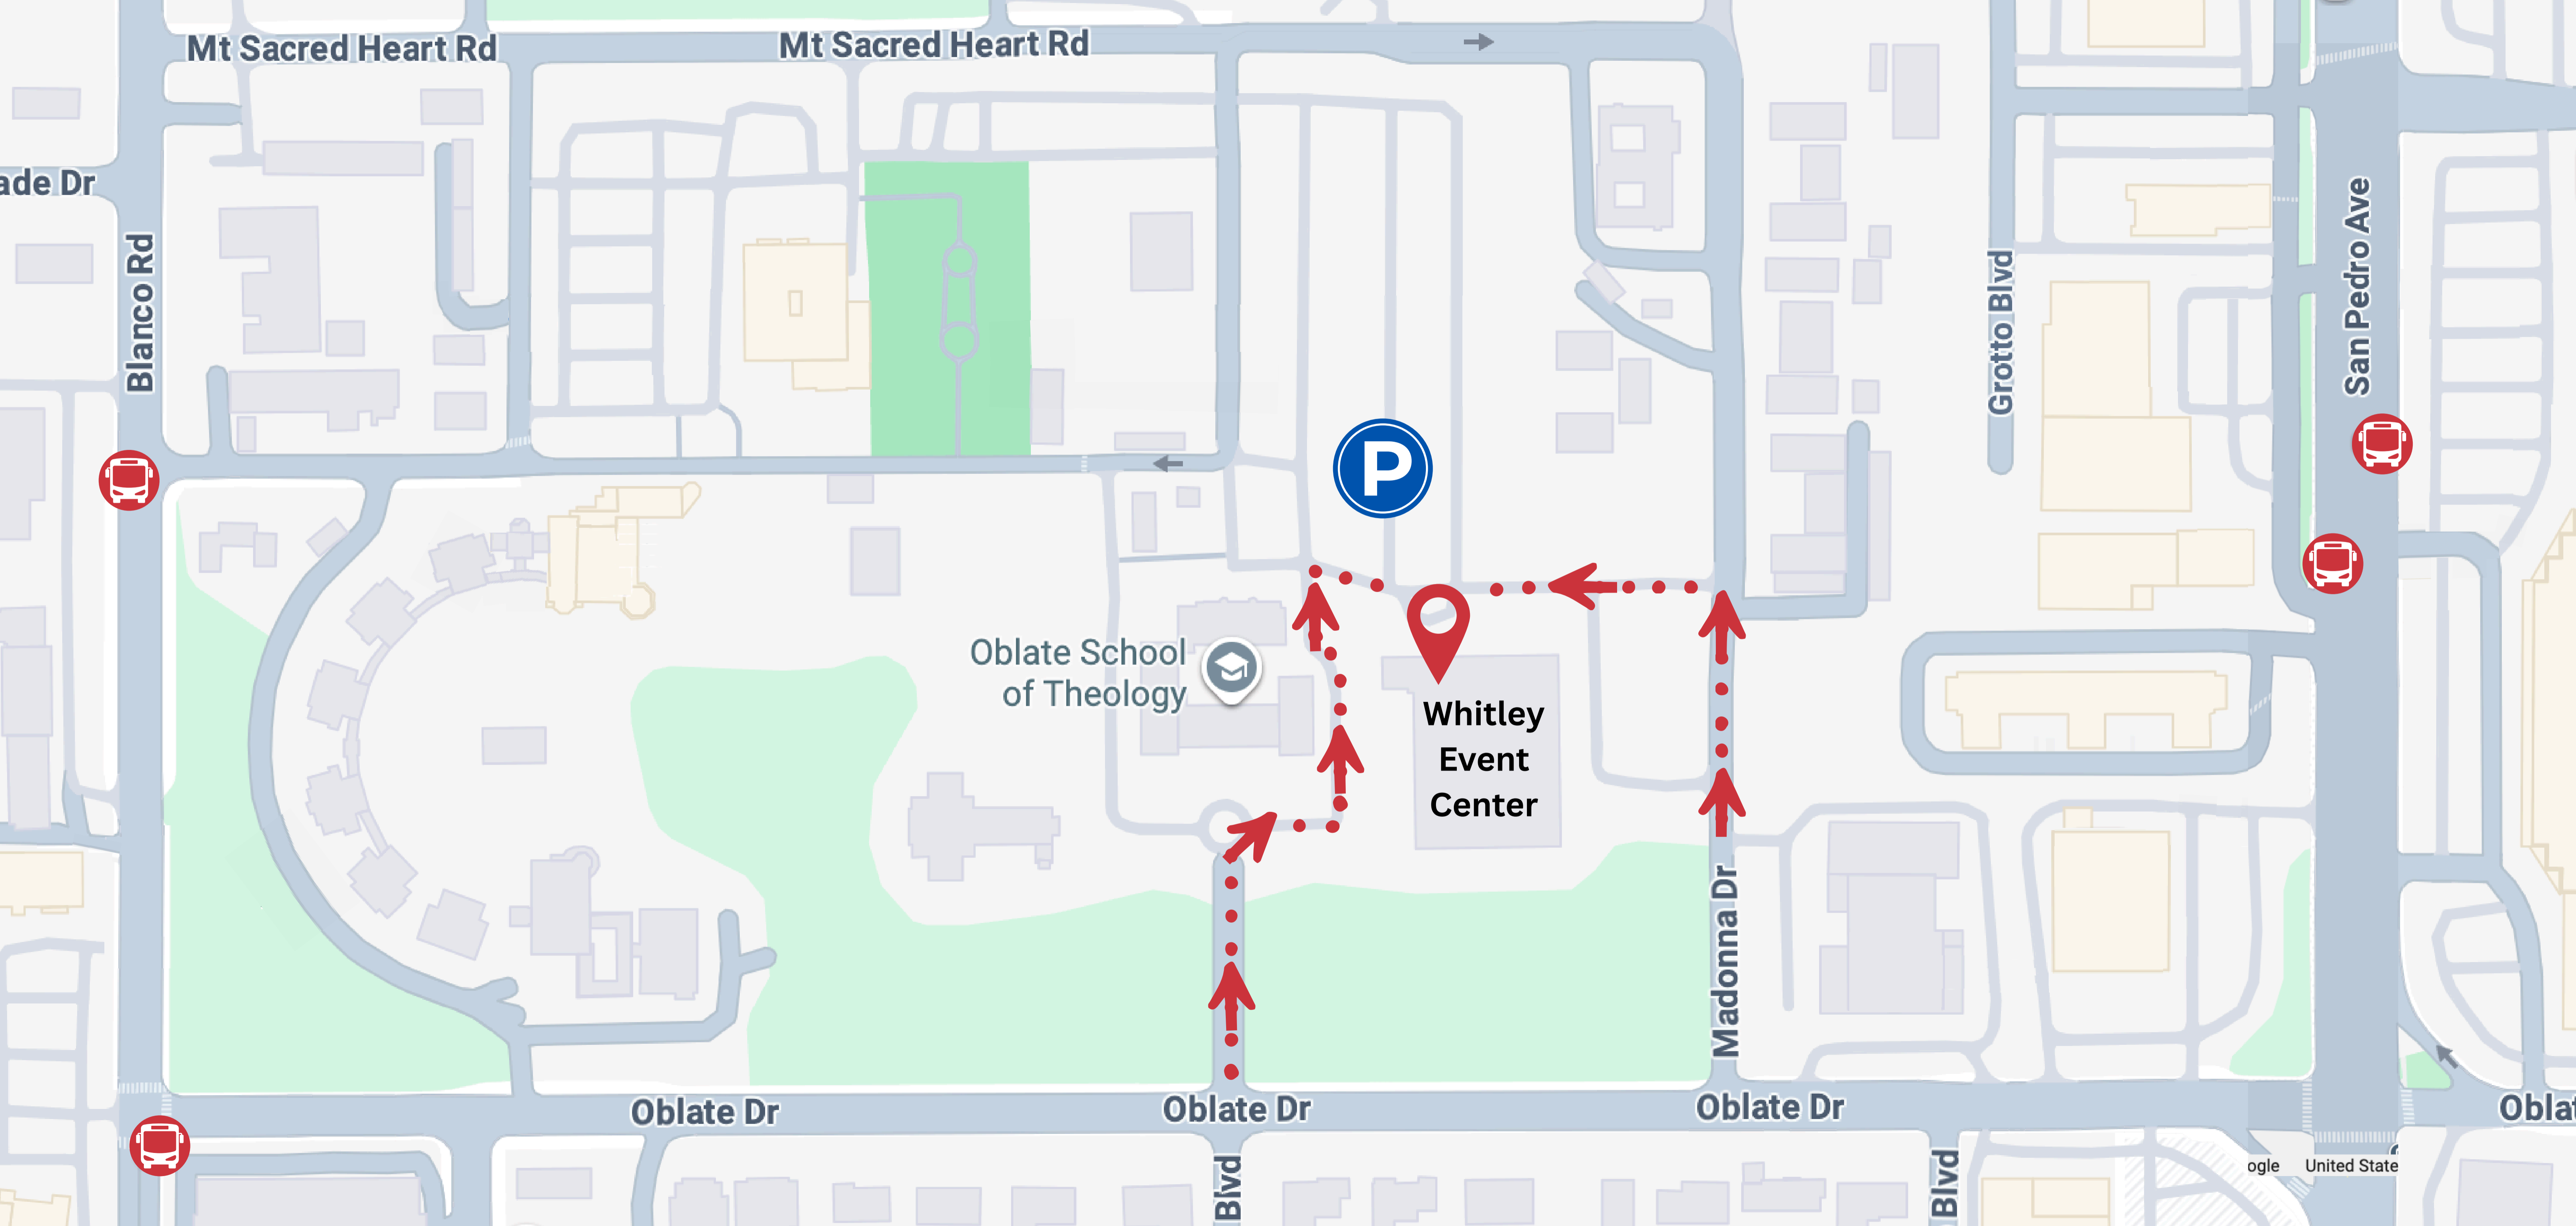 Mt Sacred Heart Rd
Mt Sacred Heart Rd
ade Dr
Blanco Rd
San Pedro Ave
Grotto Blvd
P
Oblate School
of Theology
Whitley
Event
Center
Madonna Dr
Oblate Dr
Oblate Dr
Oblate Dr
Oblat
Blvd
Blvd
ogle
United State